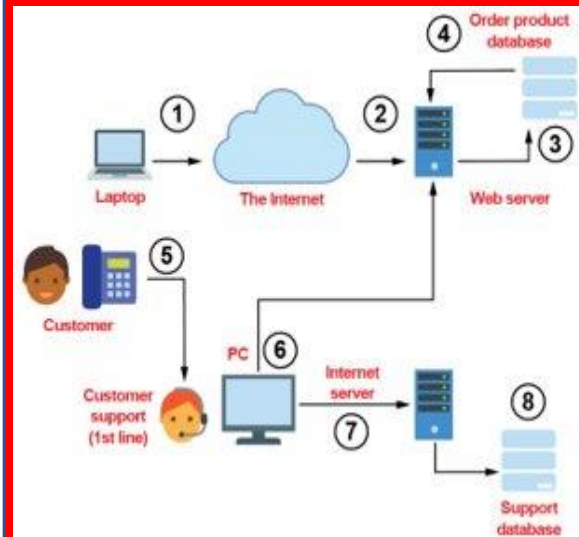 4
Order product
database
1
2
3
Laptop
The Internet
Web server
5
Customer
PC
6
Internet
server
Customer
support
(1st line)
7
8
Support
database